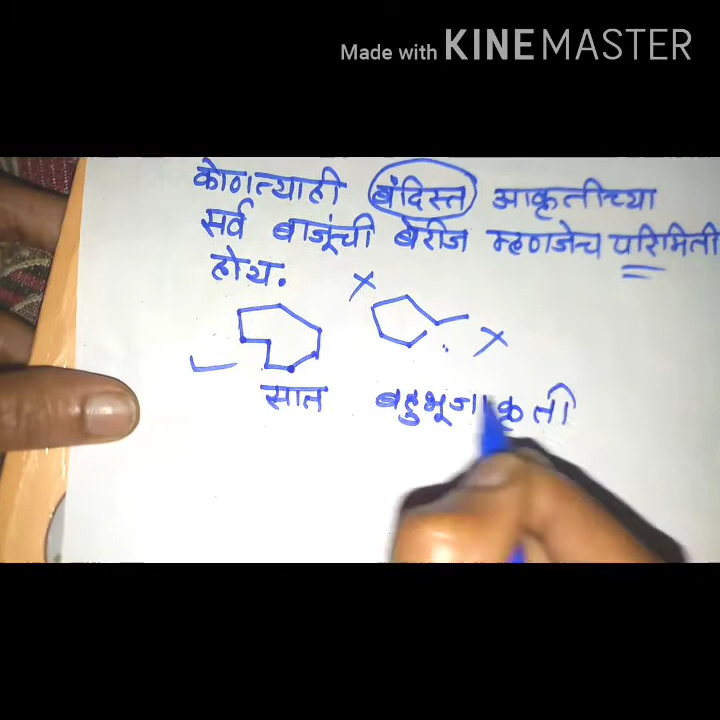 Made with KINEMASTER
कोणत्याही बंदिस्त आकृतीच्या
सर्व बाजूंची बेरीज म्हणजेच परिमिती
होय.
सात बहुभूजाकृती